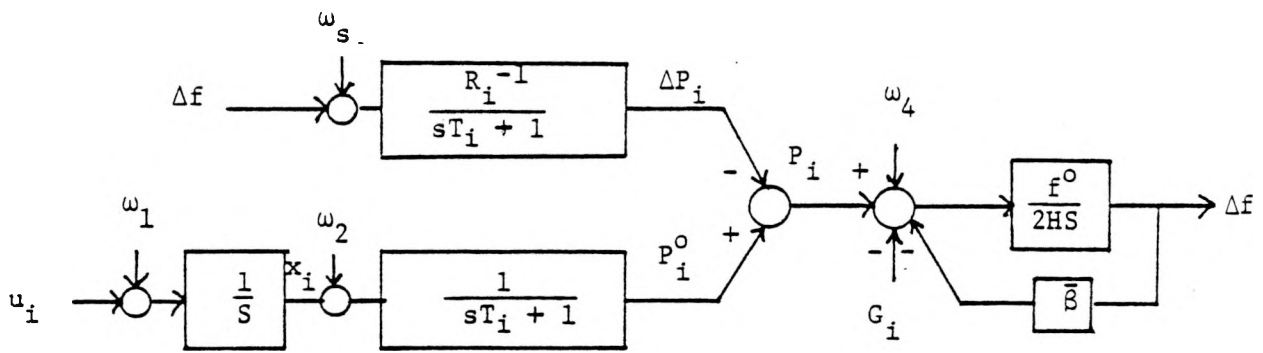 ω_s
Δf
R_i^-1
sT_i + 1
ΔP_i
ω_4
-
P_i
+
f^o
2HS
Δf
ω_1
ω_2
+
P_i^o
u_i
1
S
x_i
1
sT_i + 1
-
-
G_i
β̅